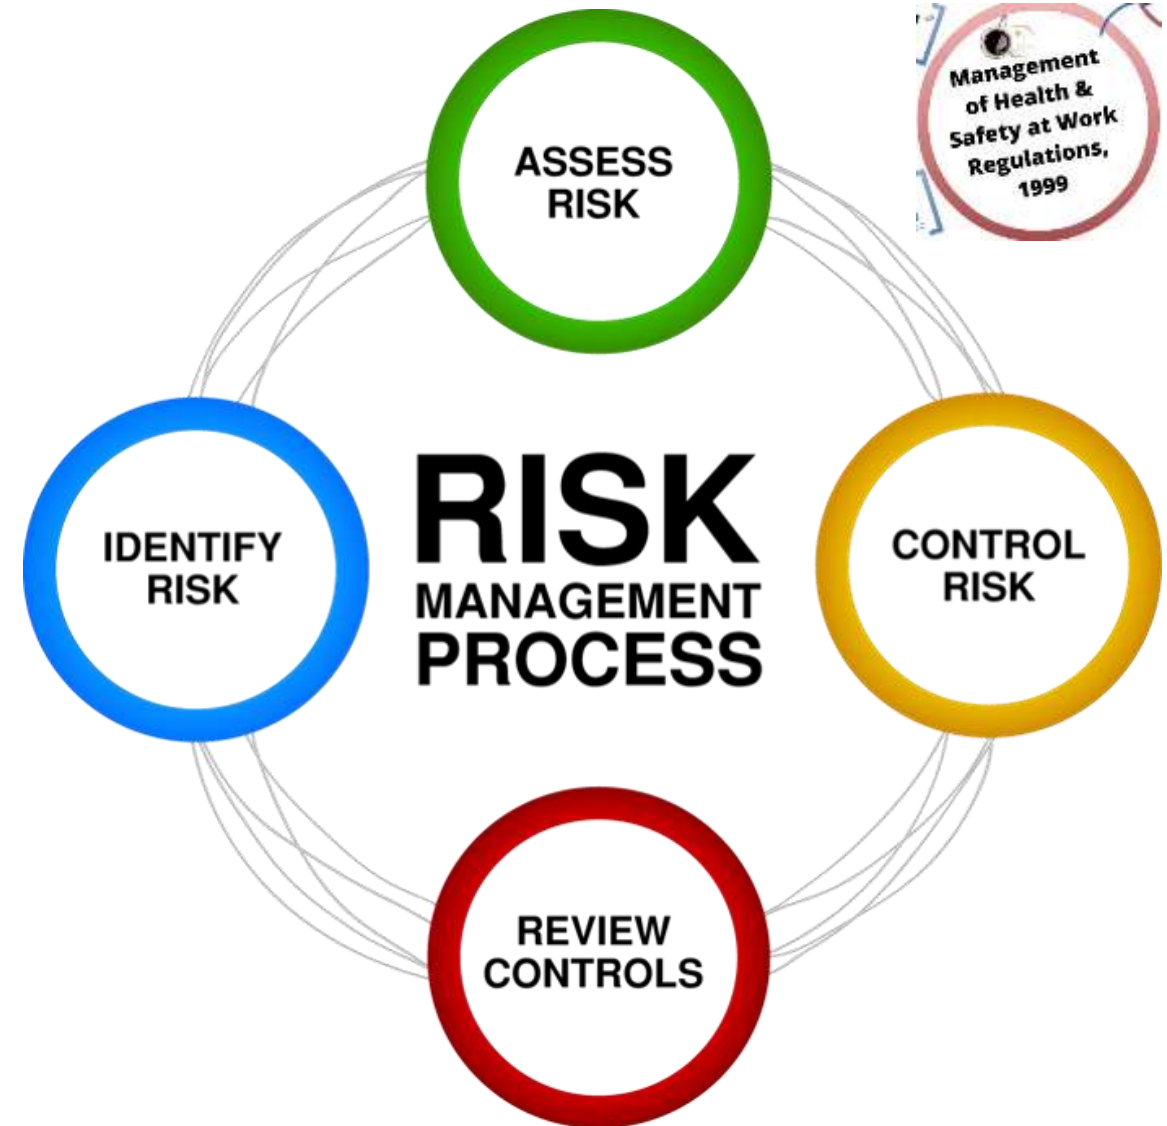 ASSESS
RISK
Management
of Health &
Safety at Work
Regulations,
1999
IDENTIFY
RISK
RISK
MANAGEMENT
PROCESS
CONTROL
RISK
REVIEW
CONTROLS